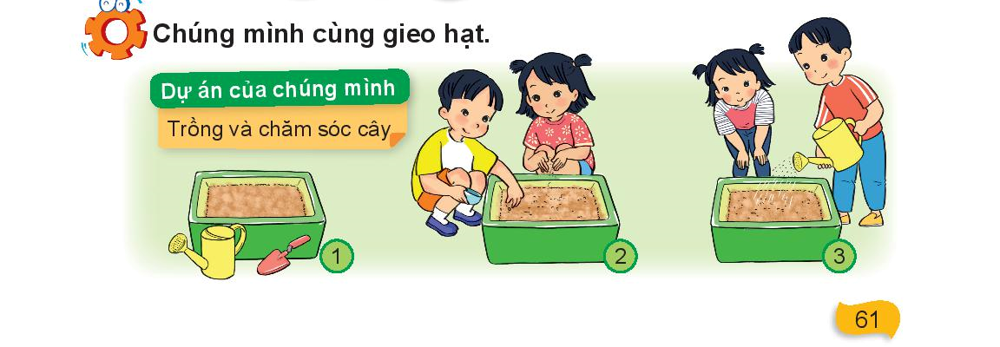 Chúng mình cùng gieo hạt.
Dự án của chúng mình
Trồng và chăm sóc cây
1
2
3
61